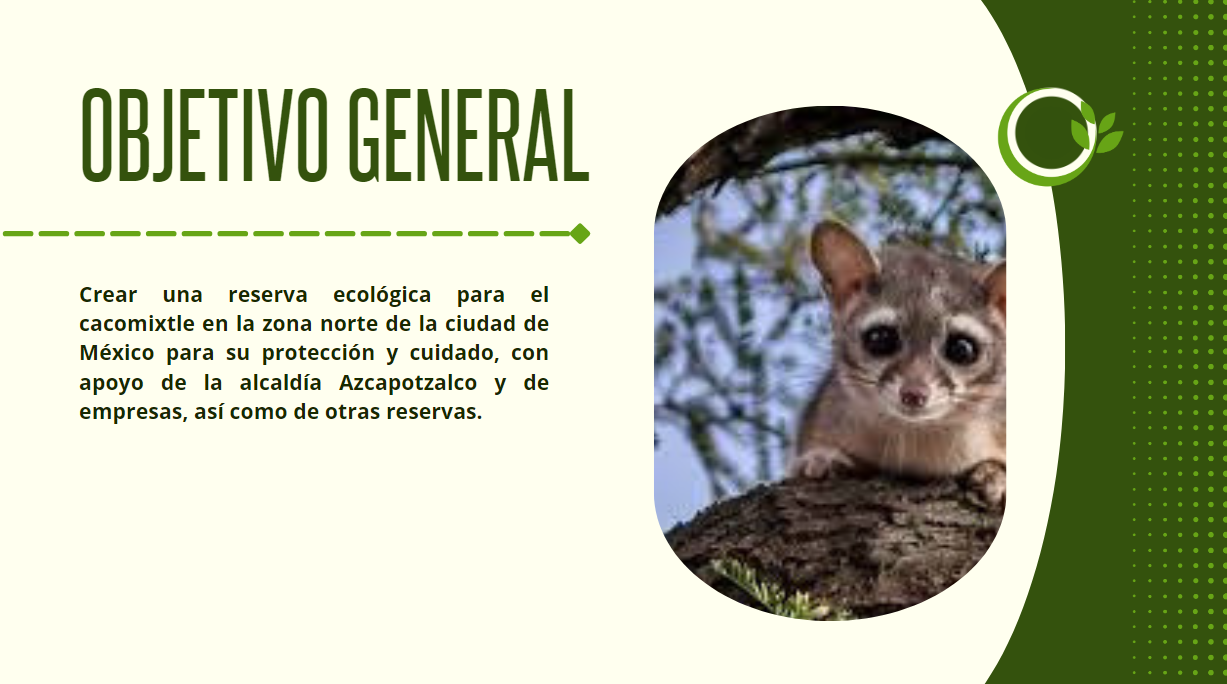 OBJETIVO GENERAL
Crear una reserva ecológica para el
cacomixtle en la zona norte de la ciudad de
México para su protección y cuidado, con
apoyo de la alcaldía Azcapotzalco y de
empresas, así como de otras reservas.